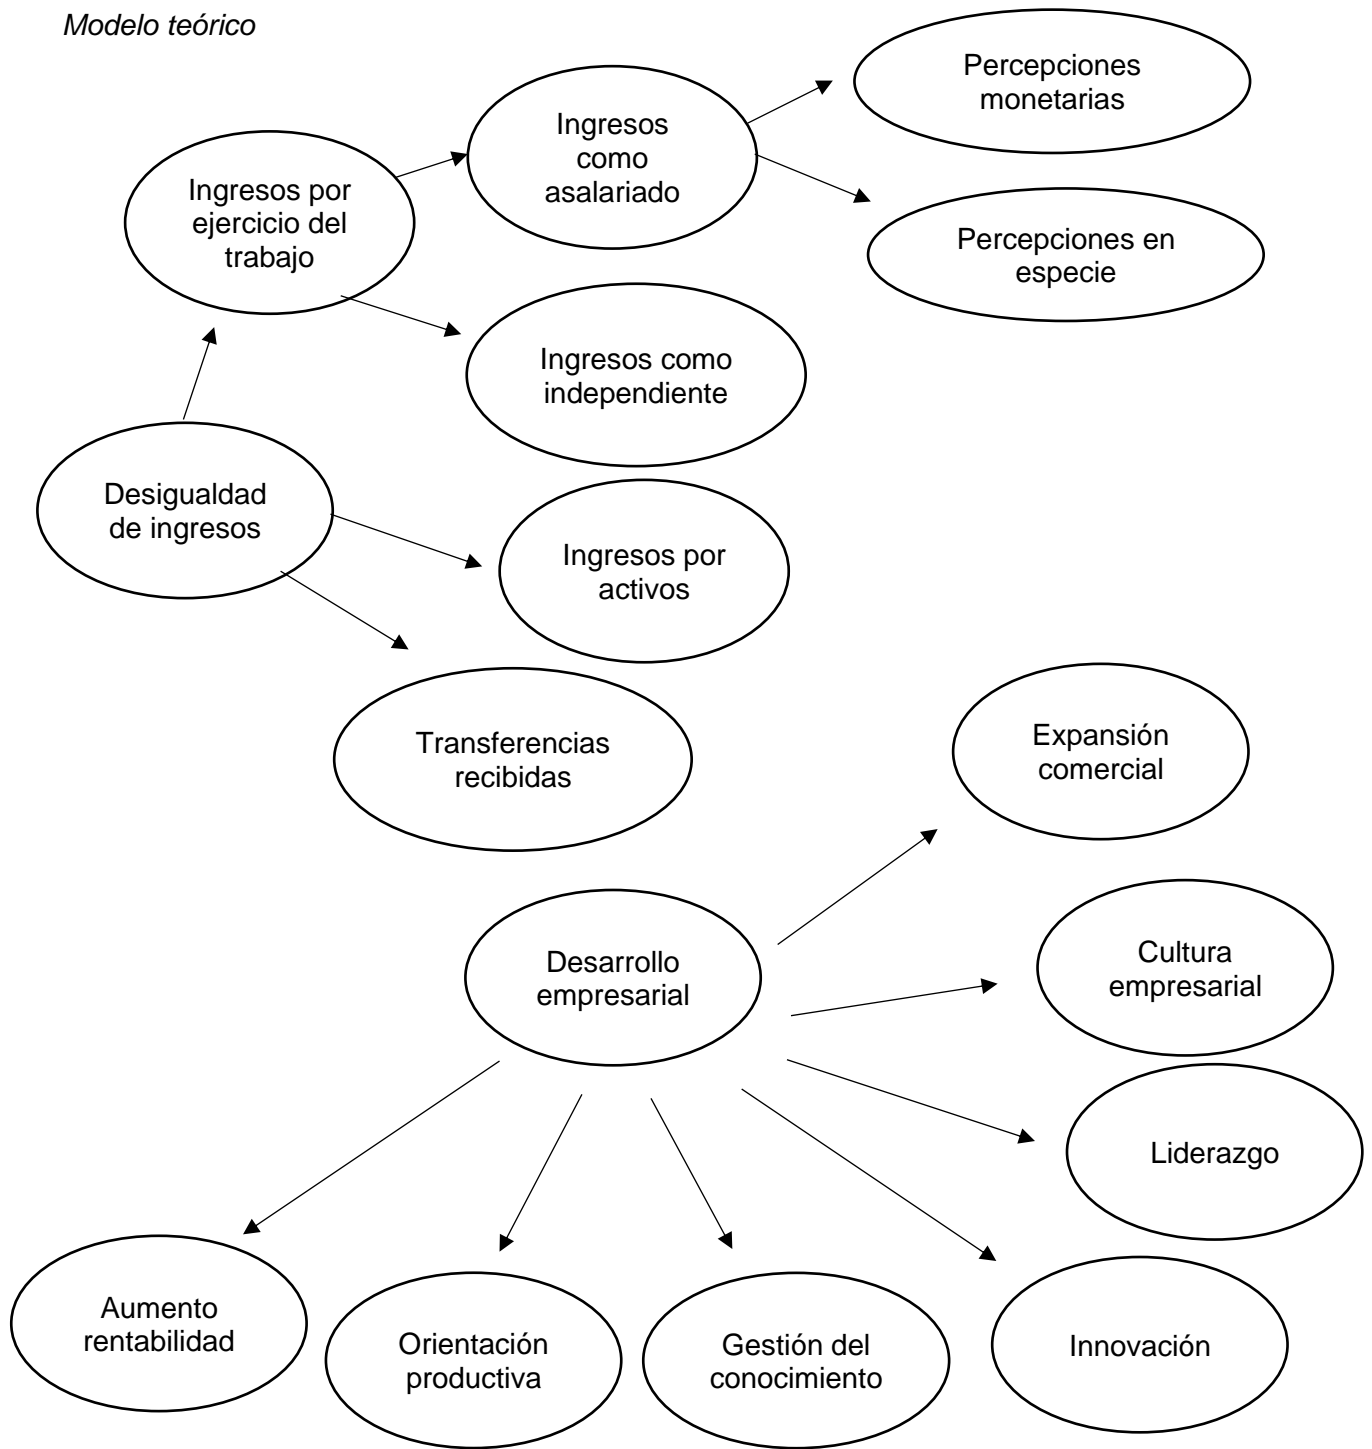 Modelo teórico
Percepciones
monetarias
Ingresos
como
asalariado
Ingresos por
ejercicio del
trabajo
Percepciones en
especie
Ingresos como
independiente
Desigualdad
de ingresos
Ingresos por
activos
Transferencias
recibidas
Expansión
comercial
Desarrollo
empresarial
Cultura
empresarial
Liderazgo
Aumento
rentabilidad
Orientación
productiva
Gestión del
conocimiento
Innovación